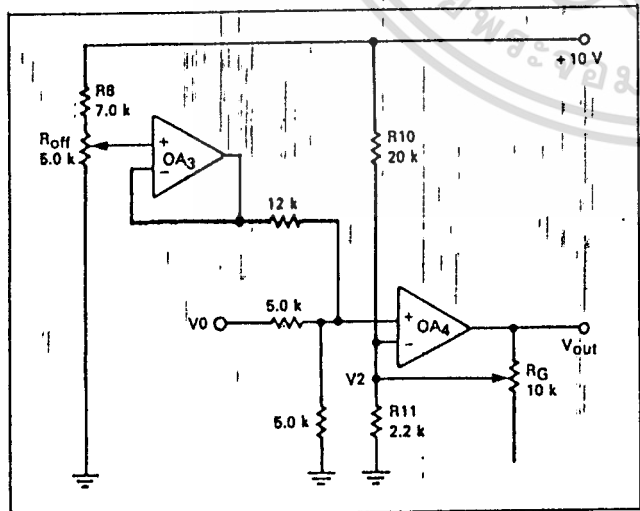 +10 V
R8
7.0 k
Roff
5.0 k
+
OA3
−
R10
20 k
12 k
V0
5.0 k
+
OA4
−
Vout
V2
RG
10 k
5.0 k
R11
2.2 k